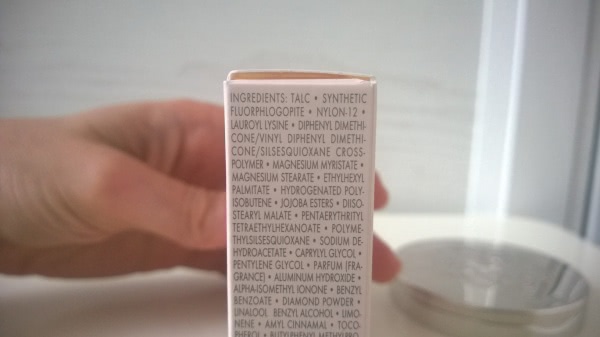 INGREDIENTS: TALC • SYNTHETIC
FLUORPHLOGOPITE • NYLON-12 •
LAUROYL LYSINE • DIPHENYL DIMETHI-
CONE/VINYL DIPHENYL DIMETHI-
CONE/SILSESQUIOXANE CROSS-
POLYMER • MAGNESIUM MYRISTATE •
MAGNESIUM STEARATE • ETHYLHEXYL
PALMITATE • HYDROGENATED POLY-
ISOBUTENE • JOJOBA ESTERS • DIISO-
STEARYL MALATE • PENTAERYTHRITYL
TETRAETHYLHEXANOATE • POLYME-
THYLSILSESQUIOXANE • SODIUM DE-
HYDROACETATE • CAPRYLYL GLYCOL •
PENTYLENE GLYCOL • PARFUM (FRA-
GRANCE) • ALUMINUM HYDROXIDE •
ALPHA-ISOMETHYL IONONE • BENZYL
BENZOATE • DIAMOND POWDER •
LINALOOL BENZYL ALCOHOL • LIMO-
NENE • AMYL CINNAMAL • TOCO-
PHEROL • BUTYLPHENYL METHYLPRO-